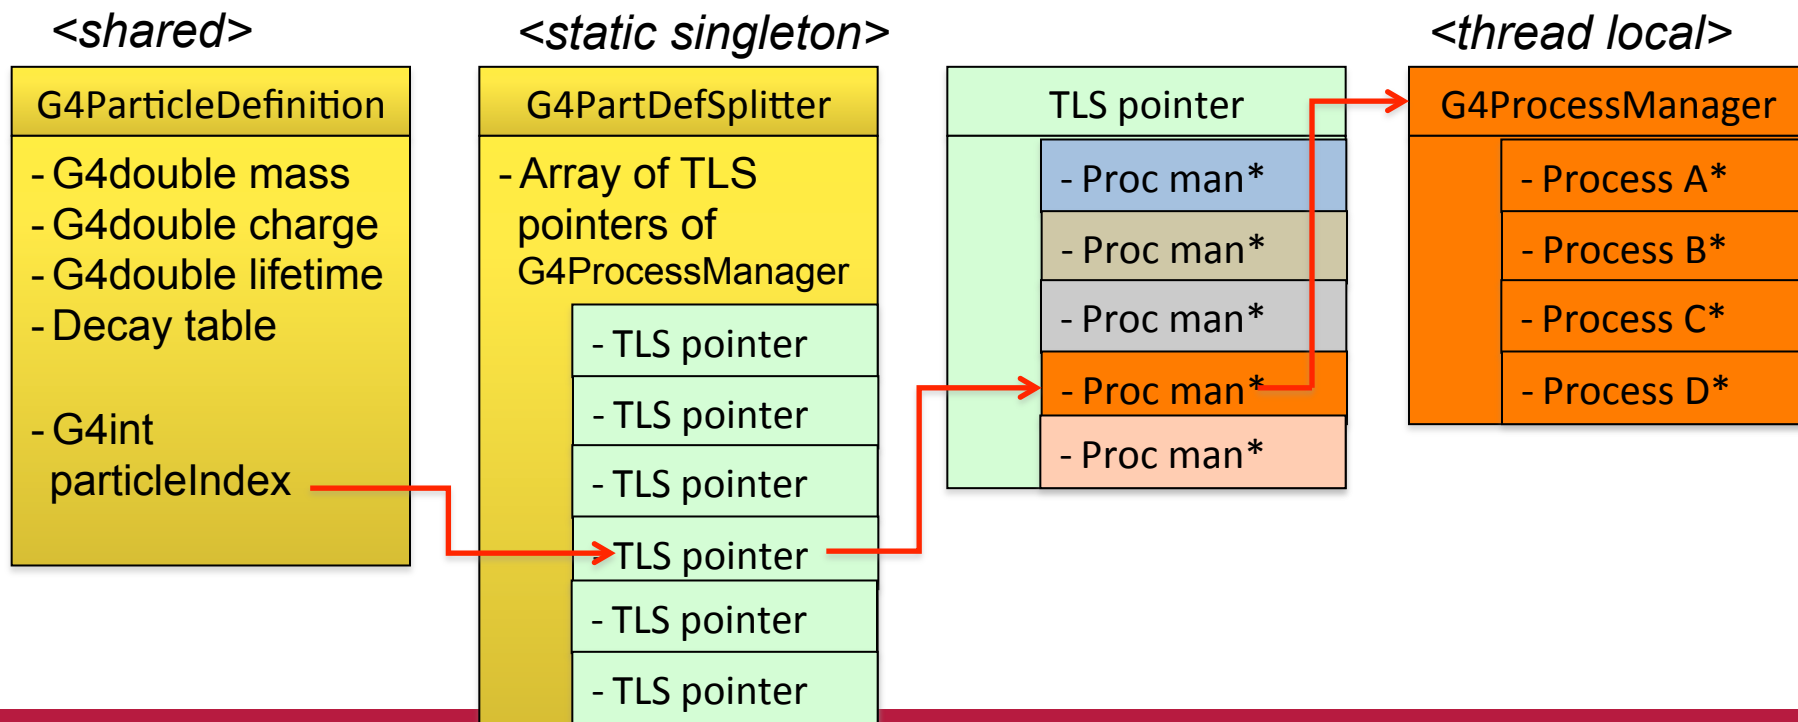 <shared>
G4ParticleDefinition
- G4double mass
- G4double charge
- G4double lifetime
- Decay table
- G4int
particleIndex
<static singleton>
G4PartDefSplitter
- Array of TLS
pointers of
G4ProcessManager
- TLS pointer
- TLS pointer
- TLS pointer
- TLS pointer
- TLS pointer
- TLS pointer
TLS pointer
- Proc man*
- Proc man*
- Proc man*
- Proc man*
- Proc man*
<thread local>
G4ProcessManager
- Process A*
- Process B*
- Process C*
- Process D*